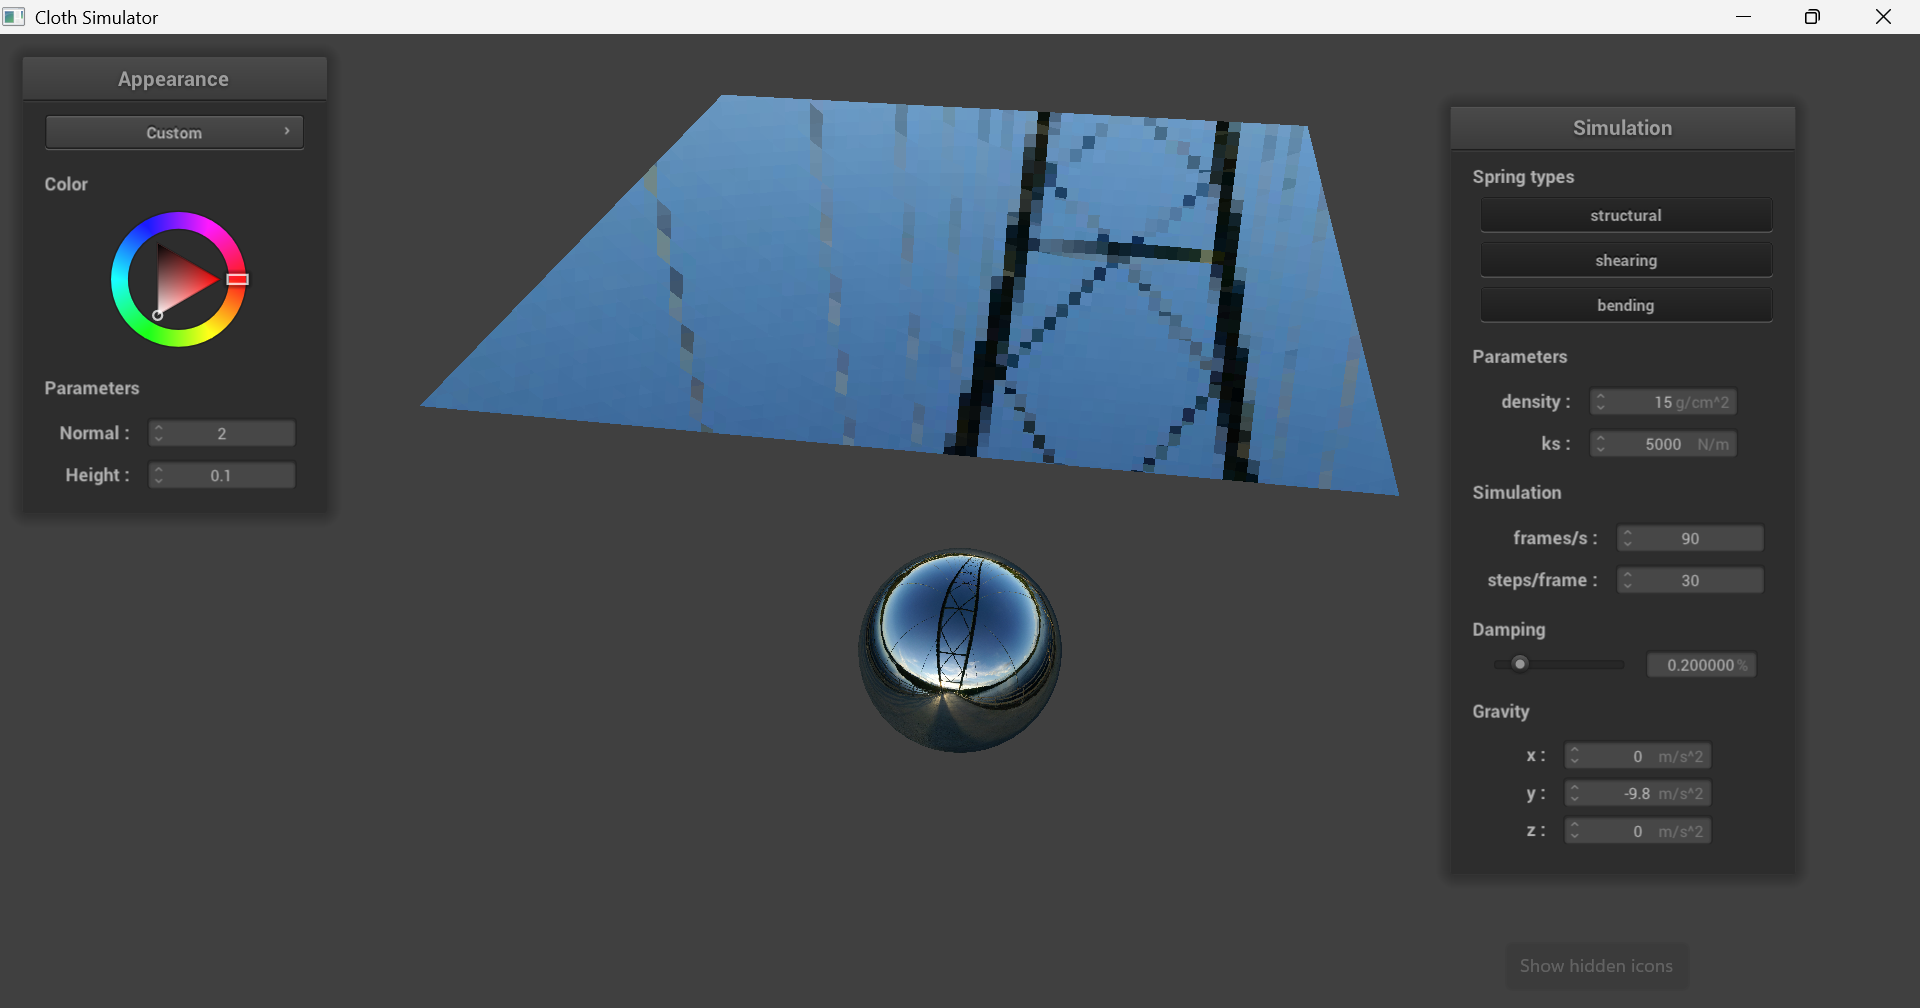 Cloth Simulator
Appearance
Custom
Color
Parameters
Normal : 2
Height : 0.1
Simulation
Spring types
structural
shearing
bending
Parameters
density : 15 g/cm^2
ks : 5000 N/m
Simulation
frames/s : 90
steps/frame : 30
Damping
0.200000 %
Gravity
x : 0 m/s^2
y : -9.8 m/s^2
z : 0 m/s^2
Show hidden icons